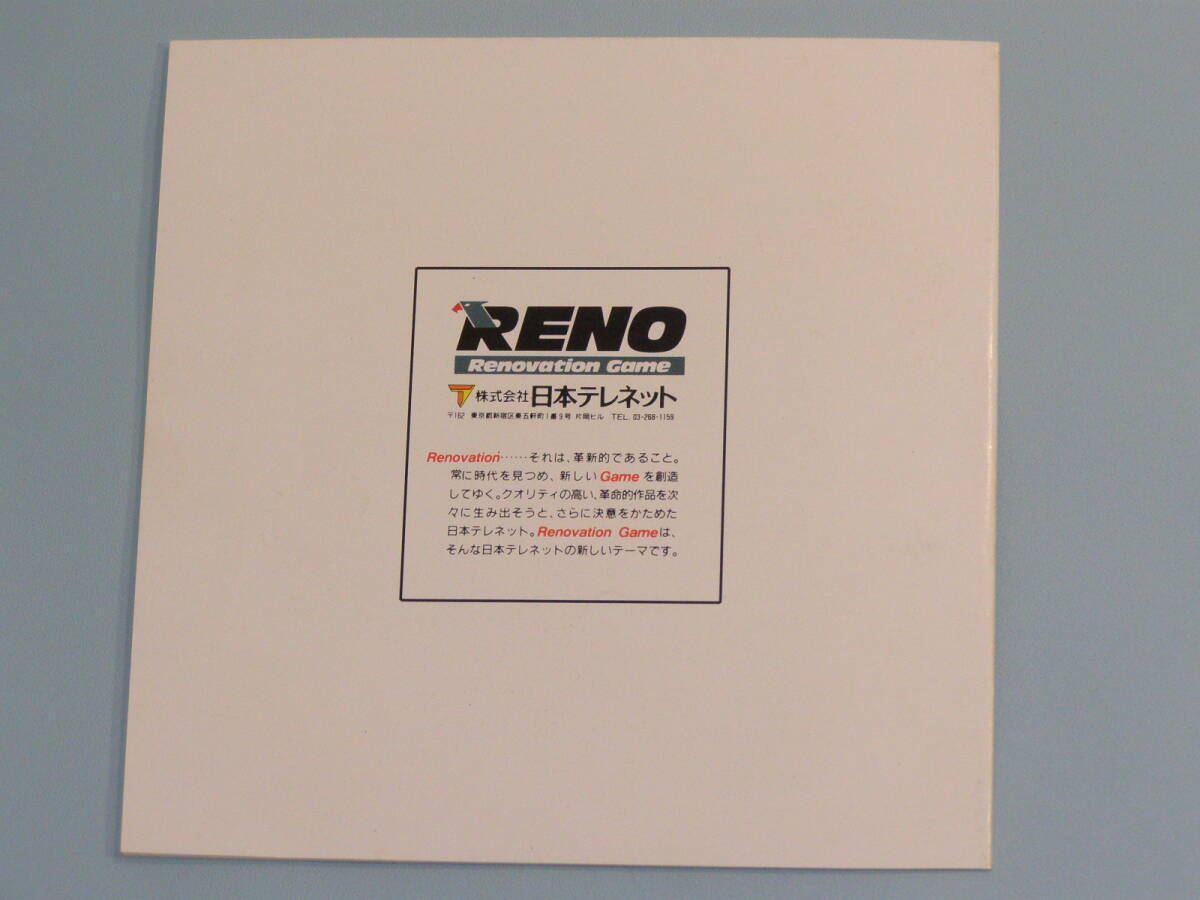 RENO
Renovation Game
株式会社日本テレネット
〒162 東京都新宿区東五軒町1番9号 片岡ビル TEL. 03-268-1159
Renovation……それは、革新的であること。
常に時代を見つめ、新しい Game を創造
してゆく。クオリティの高い、革命的作品を次
々に生み出そうと、さらに決意をかためた
日本テレネット。Renovation Gameは、
そんな日本テレネットの新しいテーマです。